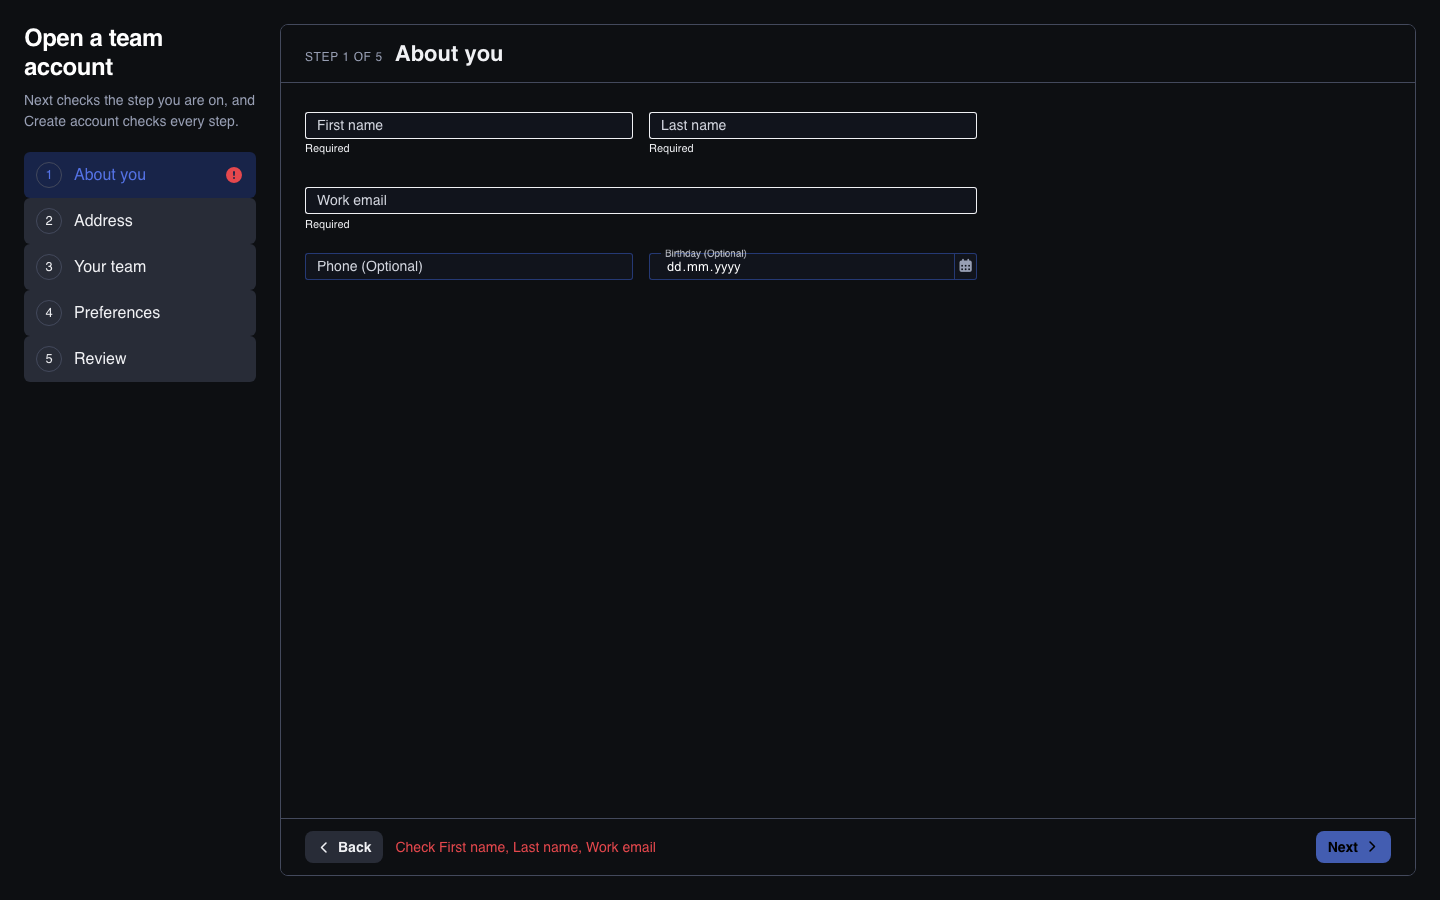 Open a team
account
Next checks the step you are on, and
Create account checks every step.
1 About you
2 Address
3 Your team
4 Preferences
5 Review
STEP 1 OF 5 About you
First name
Required
Last name
Required
Work email
Required
Phone (Optional)
Birthday (Optional)
dd.mm.yyyy
Back
Check First name, Last name, Work email
Next